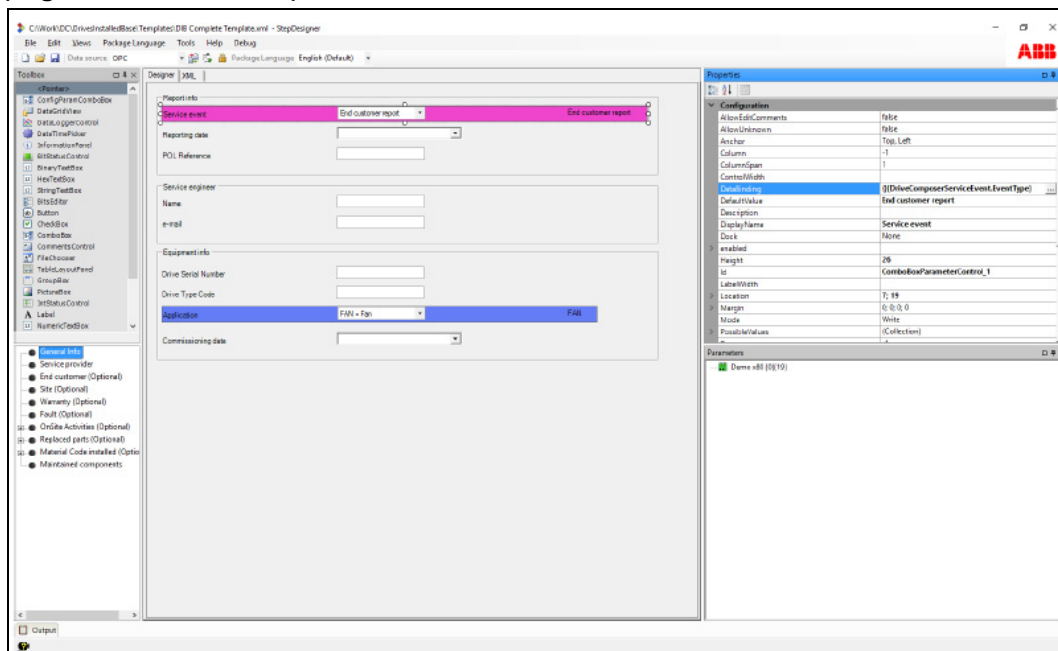 C:\Work\DC\DrivesInstalledBase\Templates\DIB Complete Template.xml - StepDesigner
File Edit Views Package Language Tools Help Debug
Data source OPC Package Language English (Default)
ABB
Toolbox
<Pointer>
ConfigParamComboBox
DataGridView
DataLoggerControl
DateTimePicker
InformationPanel
BitStatusControl
BinaryTextBox
HexTextBox
StringTextBox
BitsEditor
Button
CheckBox
ComboBox
CommentsControl
FileChooser
TableLayoutPanel
GroupBox
PictureBox
IntStatusControl
Label
NumericTextBox
General Info
Service provider
End customer (Optional)
Site (Optional)
Warranty (Optional)
Fault (Optional)
OnSite Activities (Optional)
Replaced parts (Optional)
Material Code installed (Optio
Maintained components
Designer XML
Report info
Service event End customer report End customer report
Reporting date
POL Reference
Service engineer
Name
e-mail
Equipment info
Drive Serial Number
Drive Type Code
Application FAN = Fan FAN
Commissioning date
Properties
Configuration
AllowEditComments false
AllowUnknown false
Anchor Top, Left
Column -1
ColumnSpan 1
ControlWidth
DataBinding {}{DriveComposerServiceEvent.EventType} ...
DefaultValue End customer report
Description
DisplayName Service event
Dock None
enabled
Height 26
Id ComboBoxParameterControl_1
LabelWidth
Location 7; 19
Margin 0; 0; 0; 0
Mode Write
PossibleValues (Collection)
Parameters
Demo x80 {0}{19}
Output